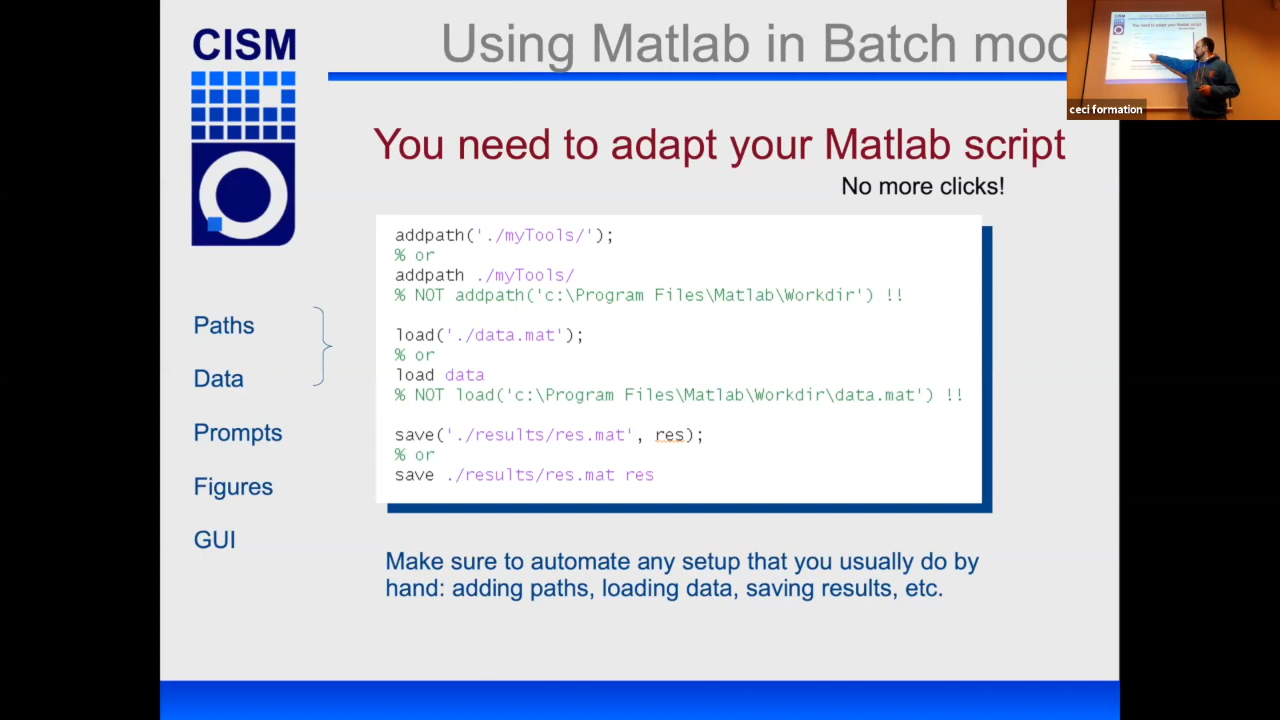 CISM
Using Matlab in Batch mod
ceci formation
You need to adapt your Matlab script
No more clicks!
addpath('./myTools/');
% or
addpath ./myTools/
% NOT addpath('c:\Program Files\Matlab\Workdir') !!
load('./data.mat');
% or
load data
% NOT load('c:\Program Files\Matlab\Workdir\data.mat') !!
save('./results/res.mat', res);
% or
save ./results/res.mat res
Paths
Data
Prompts
Figures
GUI
Make sure to automate any setup that you usually do by
hand: adding paths, loading data, saving results, etc.